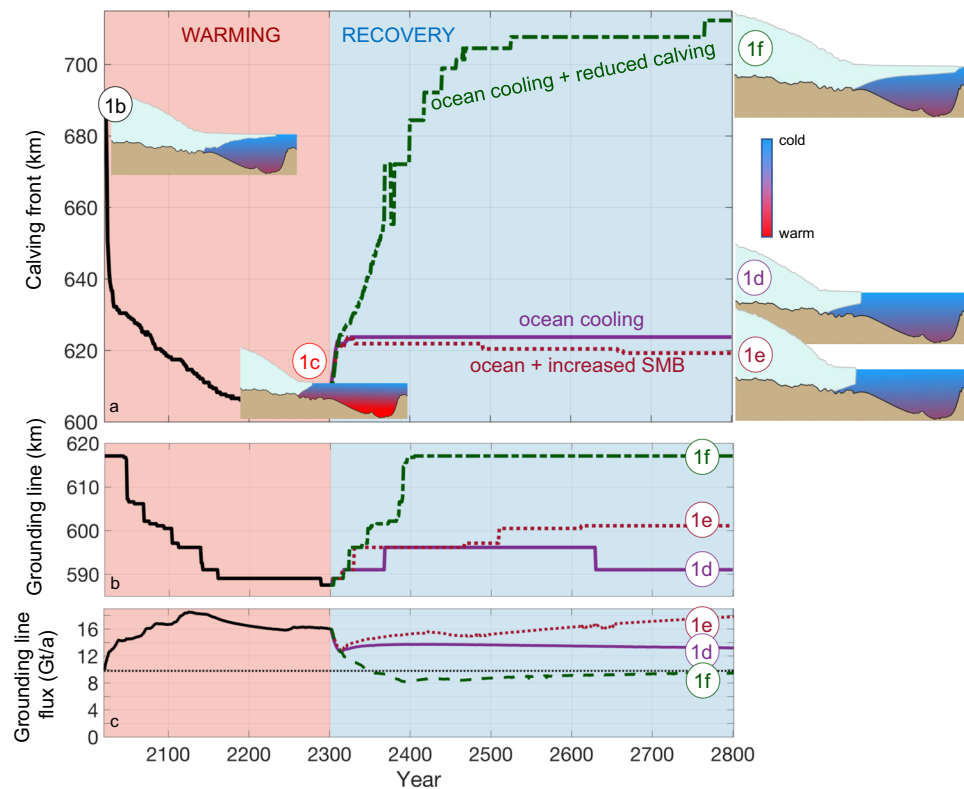 WARMING
RECOVERY
1b
1c
ocean cooling + reduced calving
ocean cooling
ocean + increased SMB
Calving front (km)
700
680
660
640
620
600
a
1f
cold
warm
1d
1e
Grounding line (km)
620
610
600
590
b
1f
1e
1d
Grounding line
flux (Gt/a)
16
12
8
4
0
c
1e
1d
1f
2100
2200
2300
2400
2500
2600
2700
2800
Year